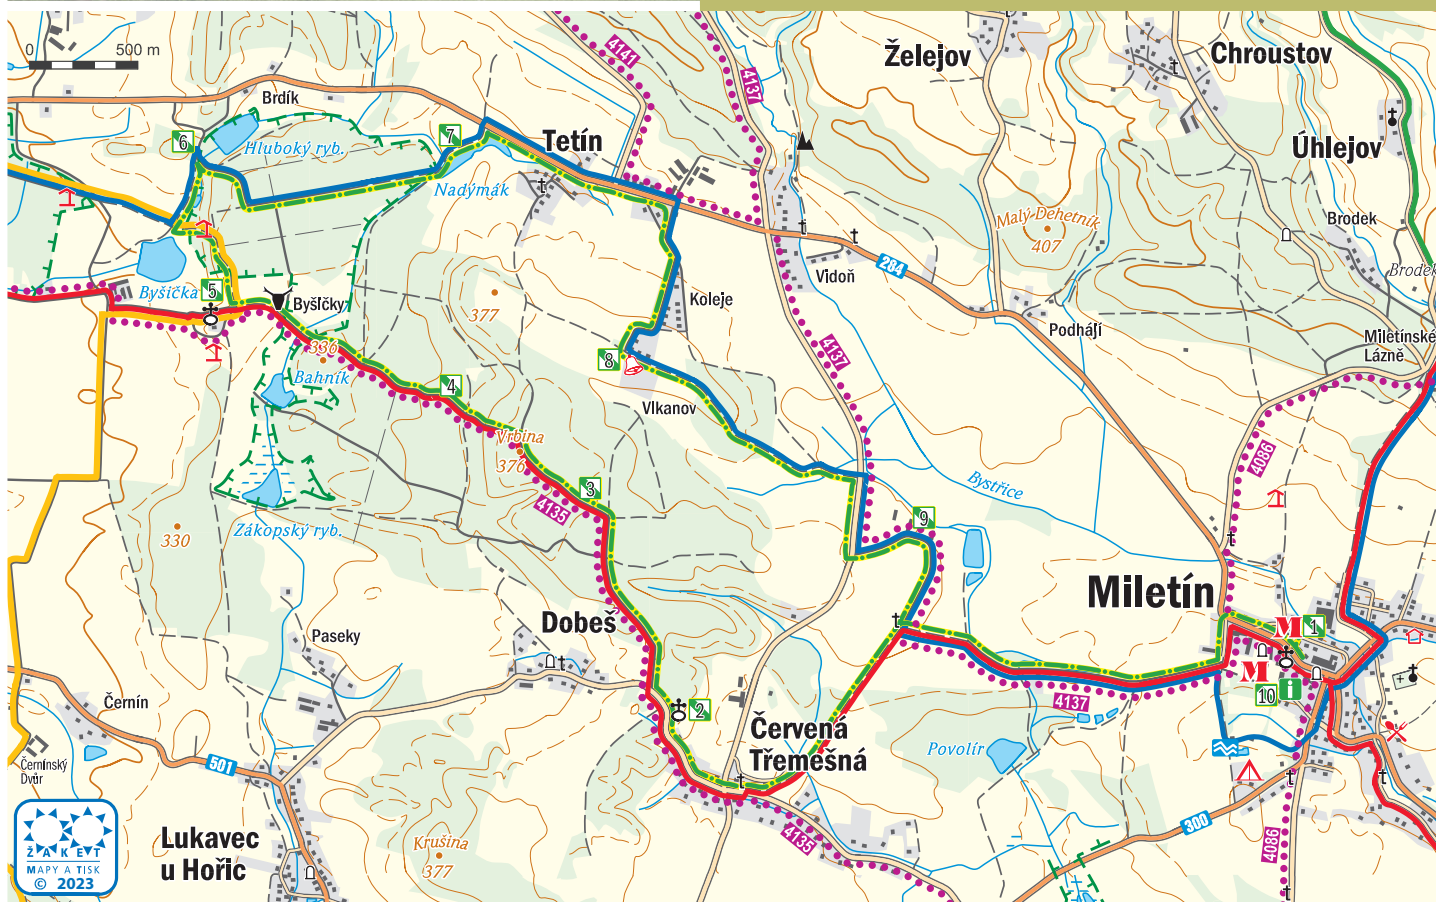 0
500 m
4141
4137
Želejov
Chroustov
Brdík
6
7
Tetín
Hluboký ryb.
Úhlejov
Nadýmák
Malý Dehetník
407
Brodek
Vidoň
284
Brodek
Byšička
5
Byšičky
377
Koleje
Podhájí
Miletínské
Lázně
336
Bahník
4
8
4137
Vlkanov
Vrbina
376
3
4135
4086
Bystřice
330
Zákopský ryb.
9
Miletín
Dobeš
Paseky
M
1
M
10
i
Černín
2
4137
Červená
Třemešná
Povolír
Černínský
Dvůr
501
300
4135
4086
Lukavec
u Hořic
Krušina
377
ŽAKET
MAPY A TISK
© 2023